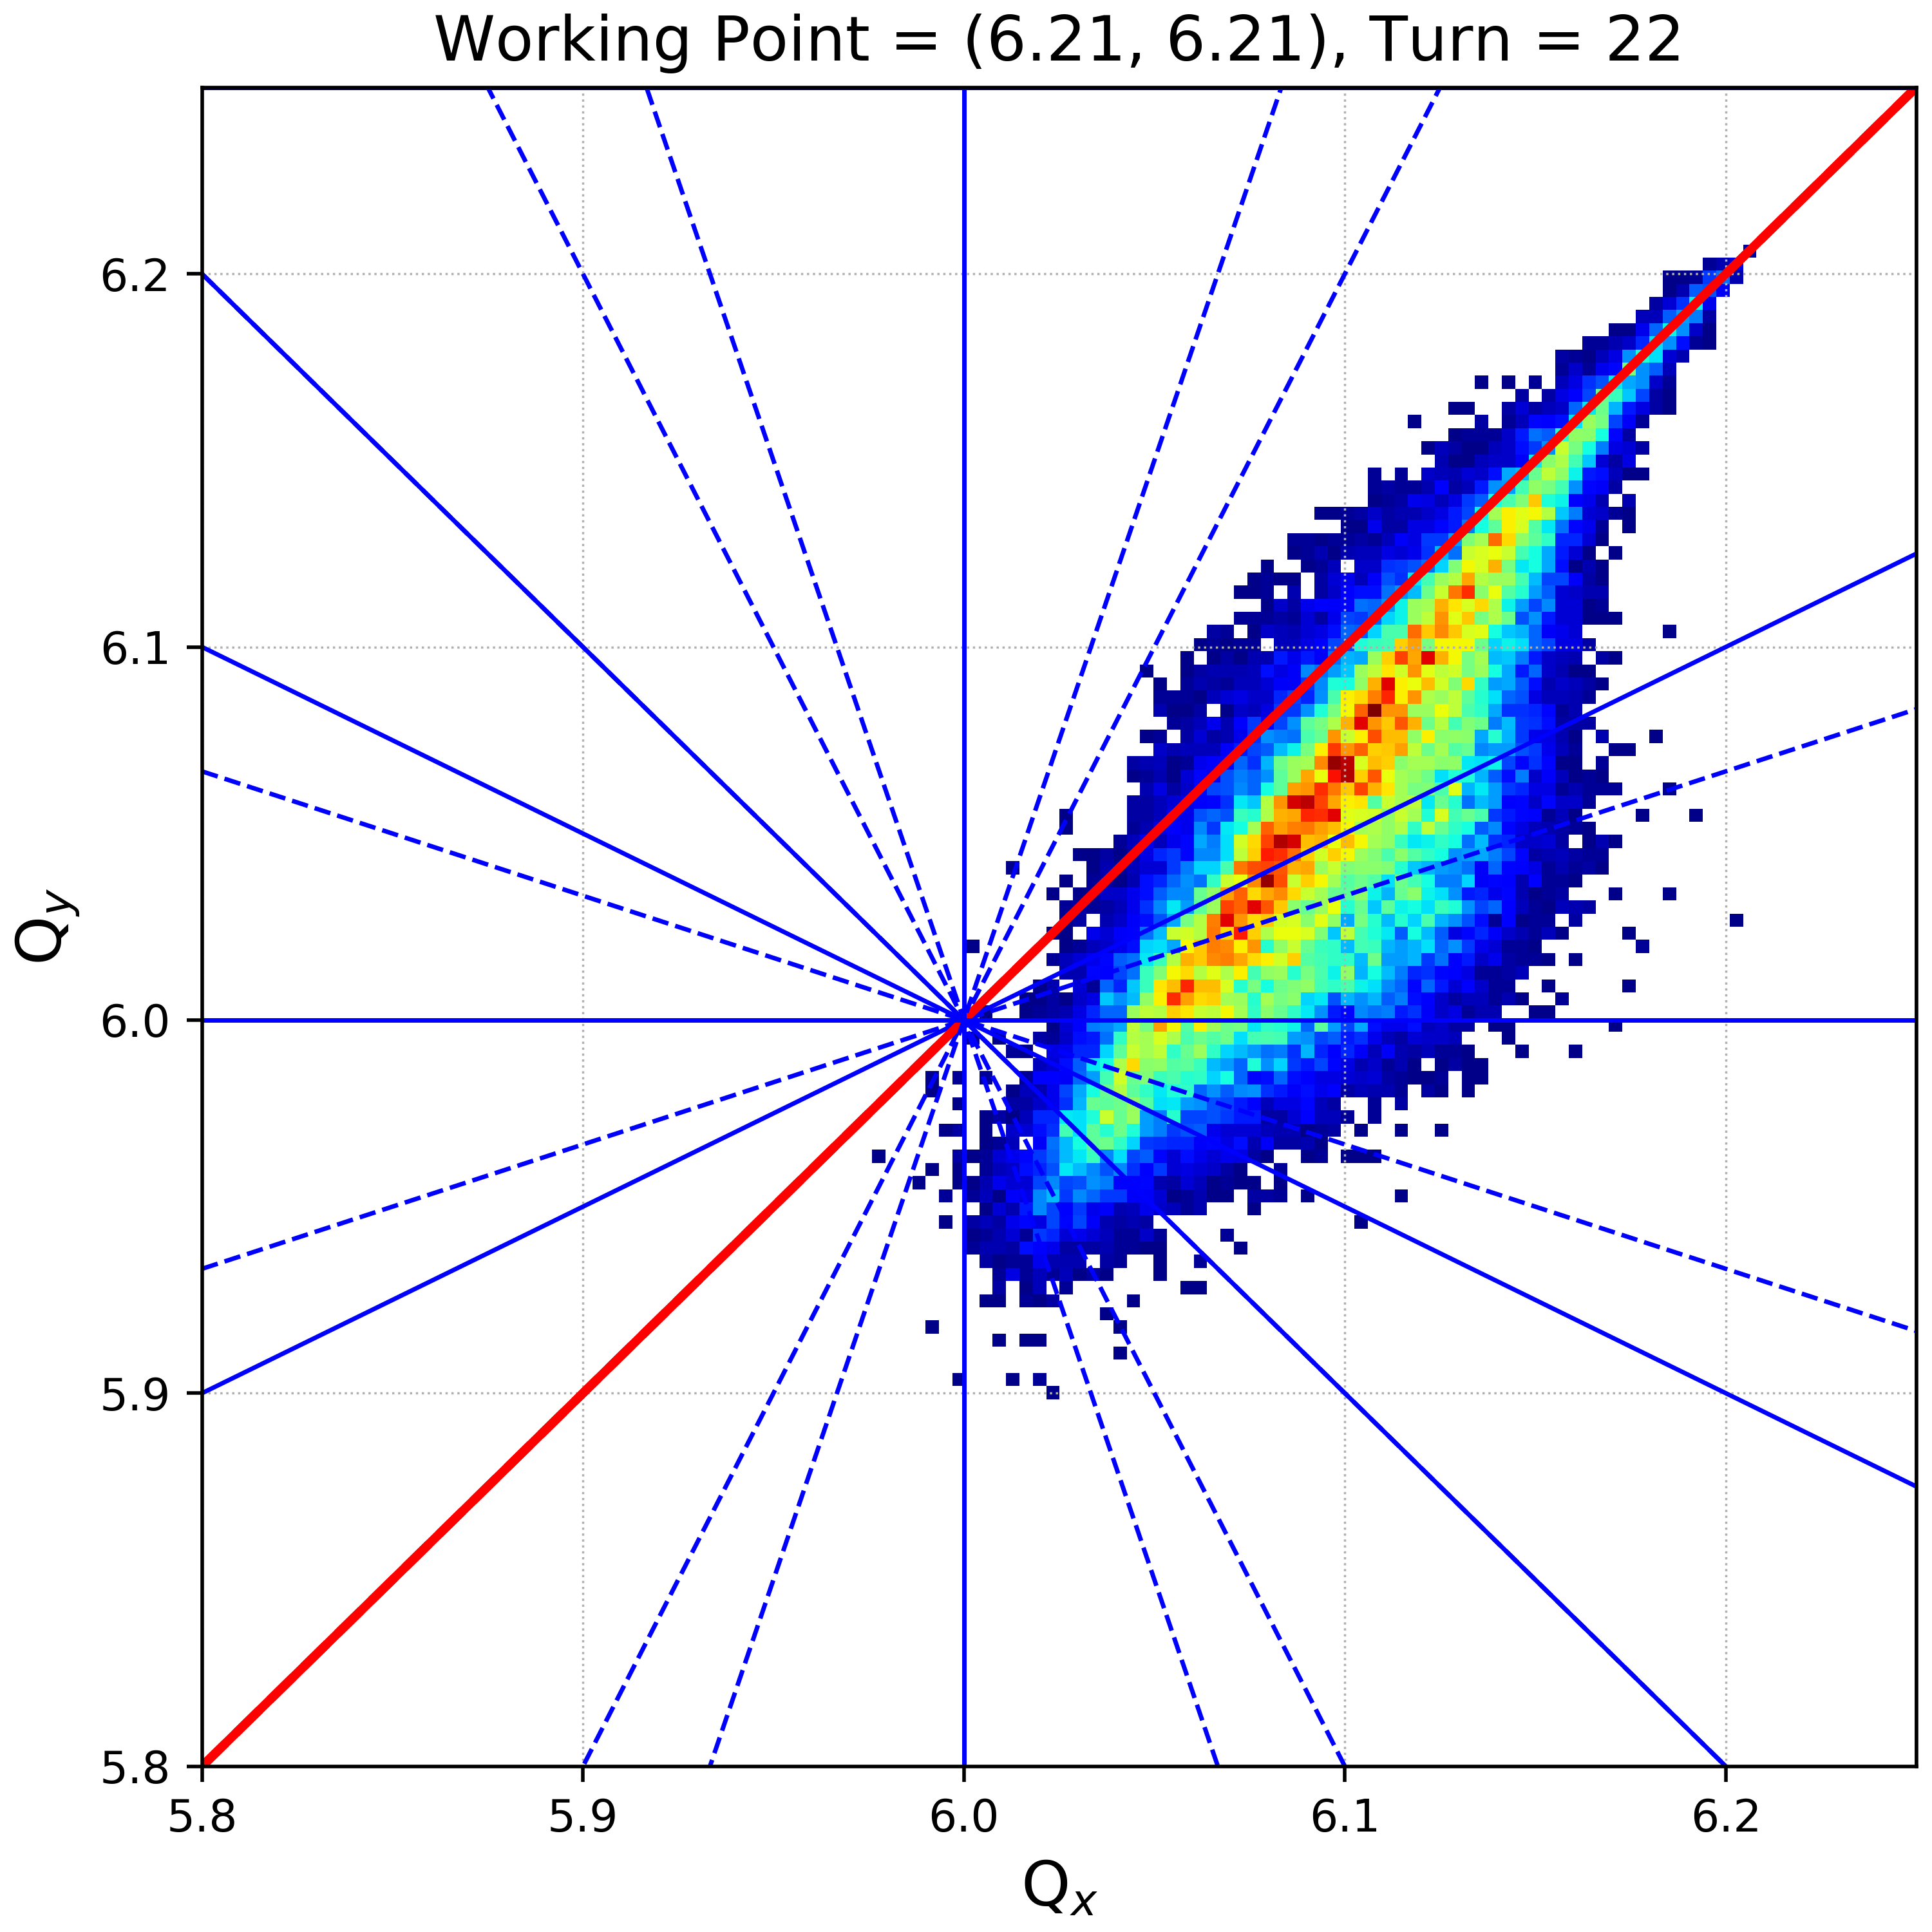 Working Point = (6.21, 6.21), Turn = 22
6.2
6.1
6.0
5.9
5.8
Qy
5.8 5.9 6.0 6.1 6.2
Qx